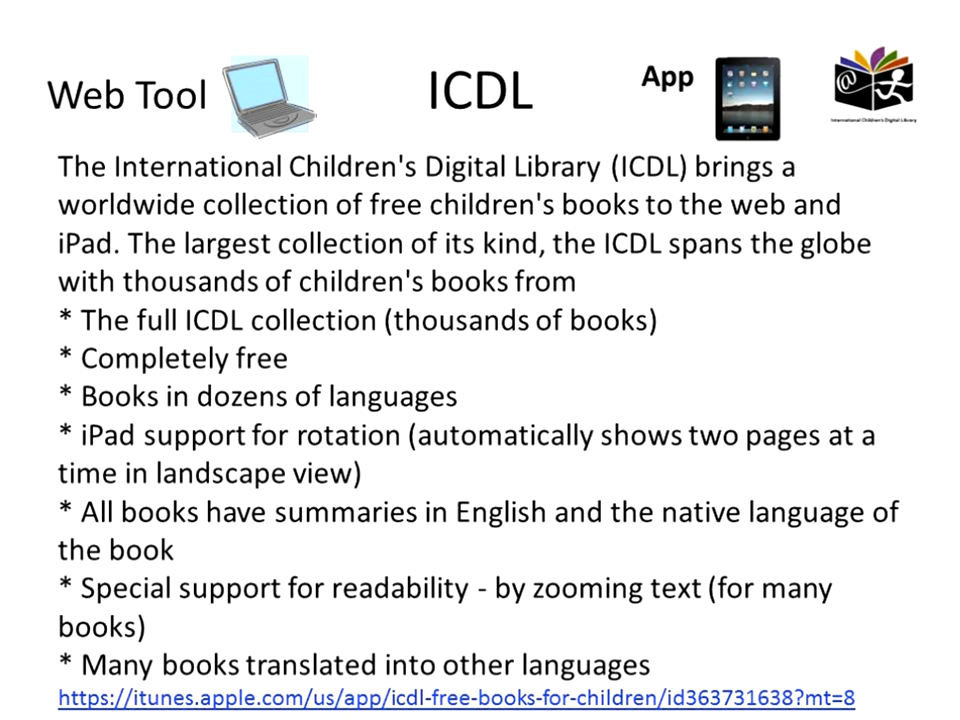 Web Tool
ICDL
App
International Children's Digital Library
The International Children's Digital Library (ICDL) brings a
worldwide collection of free children's books to the web and
iPad. The largest collection of its kind, the ICDL spans the globe
with thousands of children's books from
* The full ICDL collection (thousands of books)
* Completely free
* Books in dozens of languages
* iPad support for rotation (automatically shows two pages at a
time in landscape view)
* All books have summaries in English and the native language of
the book
* Special support for readability - by zooming text (for many
books)
* Many books translated into other languages
https://itunes.apple.com/us/app/icdl-free-books-for-children/id363731638?mt=8